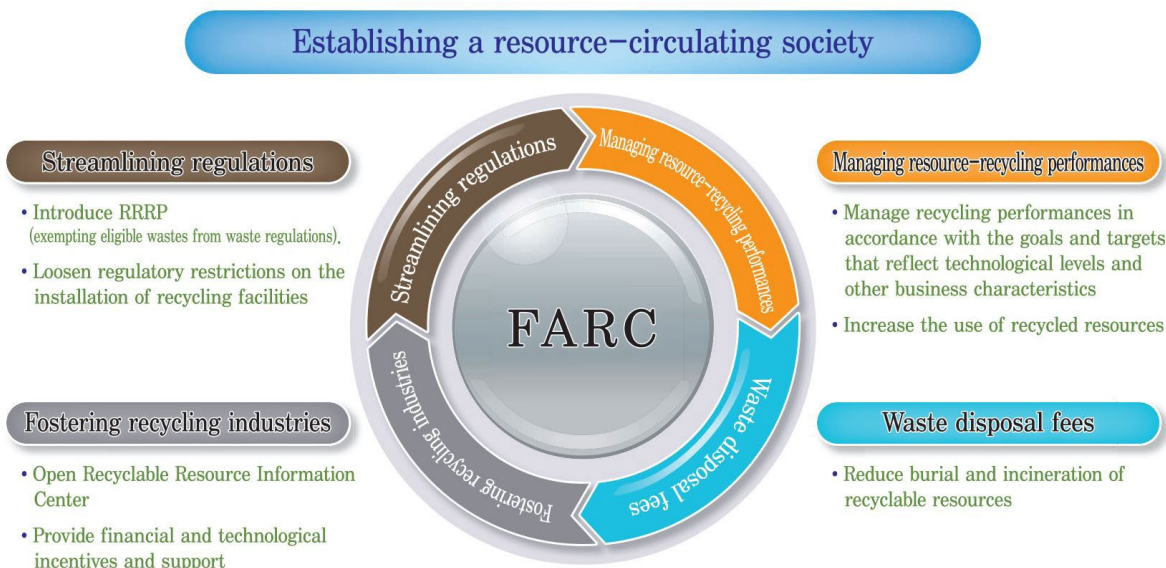 Establishing a resource-circulating society
Streamlining regulations
• Introduce RRRP
(exempting eligible wastes from waste regulations).
• Loosen regulatory restrictions on the
installation of recycling facilities
Fostering recycling industries
• Open Recyclable Resource Information
Center
• Provide financial and technological
incentives and support
Streamlining regulations
Managing resource-recycling performances
Waste disposal fees
Fostering recycling industries
FARC
Managing resource-recycling performances
• Manage recycling performances in
accordance with the goals and targets
that reflect technological levels and
other business characteristics
• Increase the use of recycled resources
Waste disposal fees
• Reduce burial and incineration of
recyclable resources